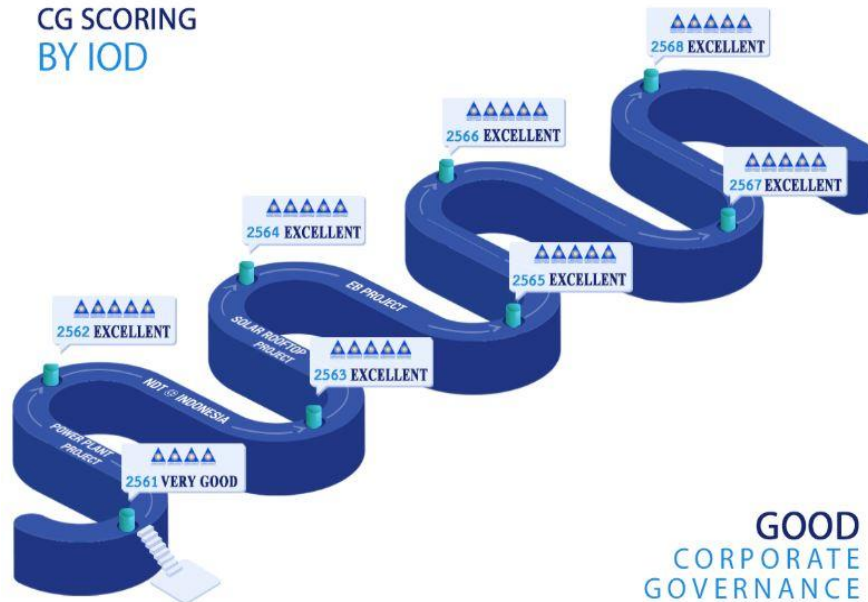 CG SCORING
BY IOD
2568 EXCELLENT
2566 EXCELLENT
2567 EXCELLENT
2564 EXCELLENT
2565 EXCELLENT
EB PROJECT
SOLAR ROOFTOP
PROJECT
2562 EXCELLENT
2563 EXCELLENT
NDT @ INDONESIA
POWER PLANT
PROJECT
2561 VERY GOOD
GOOD
CORPORATE
GOVERNANCE